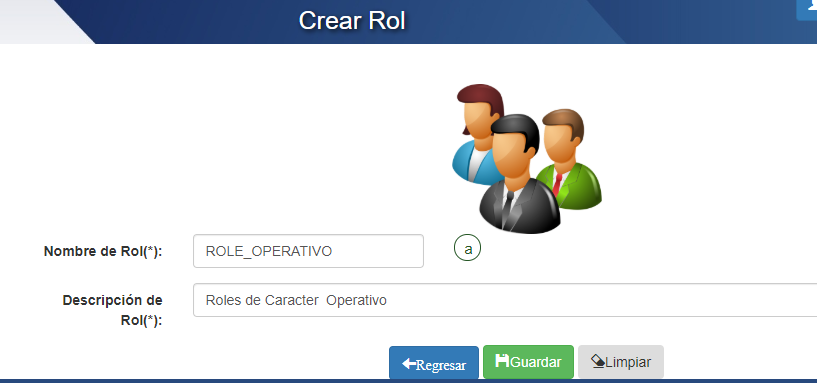 Crear Rol
Nombre de Rol(*): ROLE_OPERATIVO a
Descripción de Rol(*): Roles de Caracter  Operativo
Regresar Guardar Limpiar